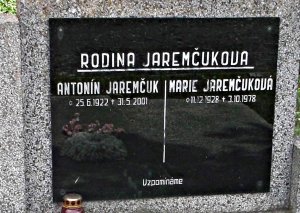 RODINA JAREMČUKOVA
ANTONÍN JAREMČUK
☆ 25.6.1922 + 31.5.2001
MARIE JAREMČUKOVÁ
☆ 11.12.1928 + 3.10.1978
Vzpomínáme